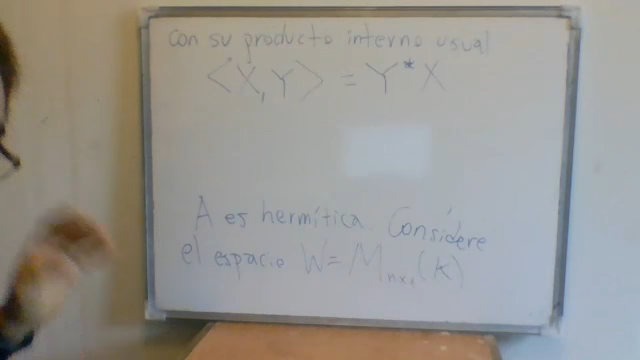 con su producto interno usual
<X, Y> = Y*X
A es hermítica. Considere
el espacio W = M_{nx1}(K)